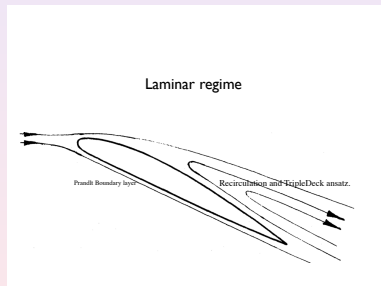 Laminar regime
Prandlt Boundary layer
Recirculation and TripleDeck ansatz.